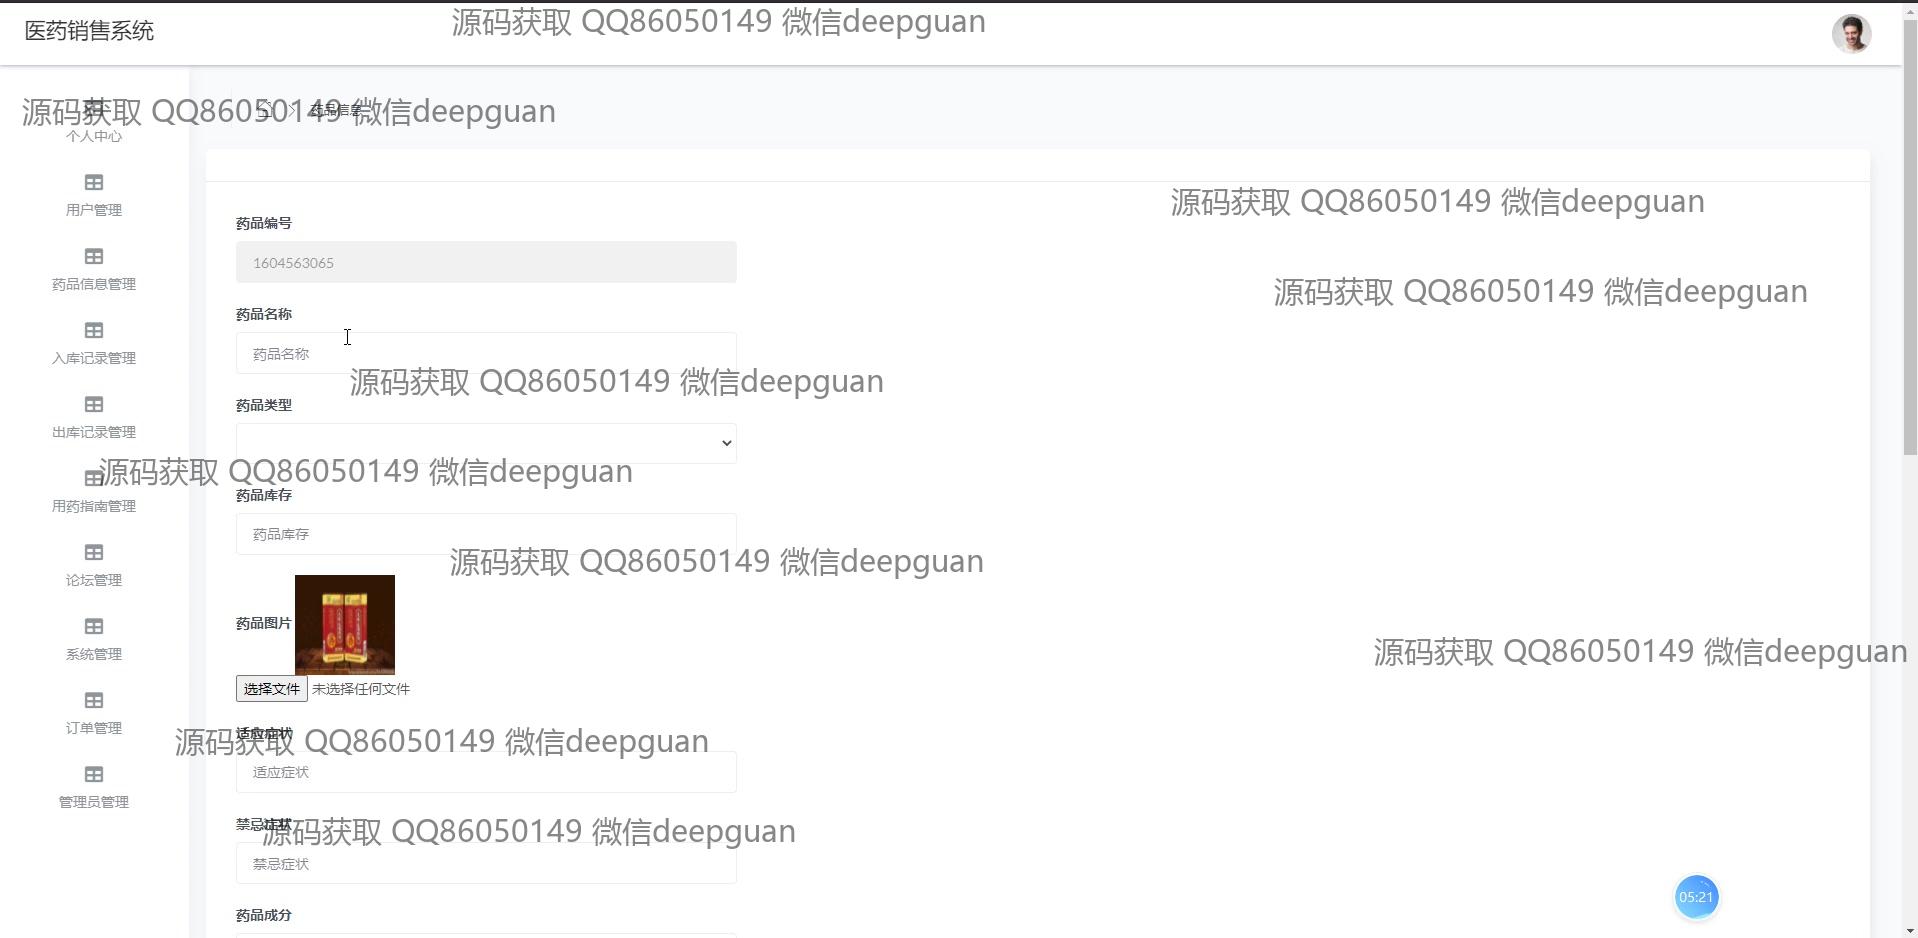 医药销售系统
源码获取 QQ86050149 微信deepguan
源码获取 QQ86050149 微信deepguan
药品信息
个人中心
用户管理
药品信息管理
入库记录管理
出库记录管理
用药指南管理
论坛管理
系统管理
订单管理
管理员管理
源码获取 QQ86050149 微信deepguan
药品编号
1604563065
源码获取 QQ86050149 微信deepguan
药品名称
药品名称
源码获取 QQ86050149 微信deepguan
药品类型
源码获取 QQ86050149 微信deepguan
药品库存
药品库存
源码获取 QQ86050149 微信deepguan
药品图片
源码获取 QQ86050149 微信deepguan
选择文件 未选择任何文件
适应症状
源码获取 QQ86050149 微信deepguan
适应症状
禁忌症状
源码获取 QQ86050149 微信deepguan
禁忌症状
药品成分
05:21